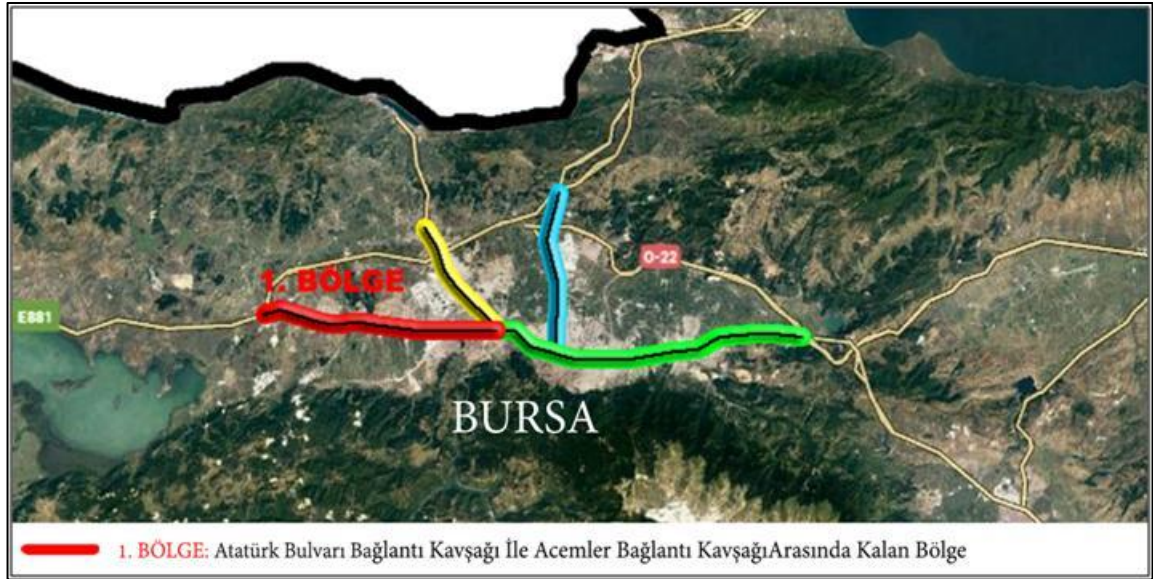 O-22
1. BÖLGE
E881
BURSA
1. BÖLGE: Atatürk Bulvarı Bağlantı Kavşağı İle Acemler Bağlantı KavşağıArasında Kalan Bölge